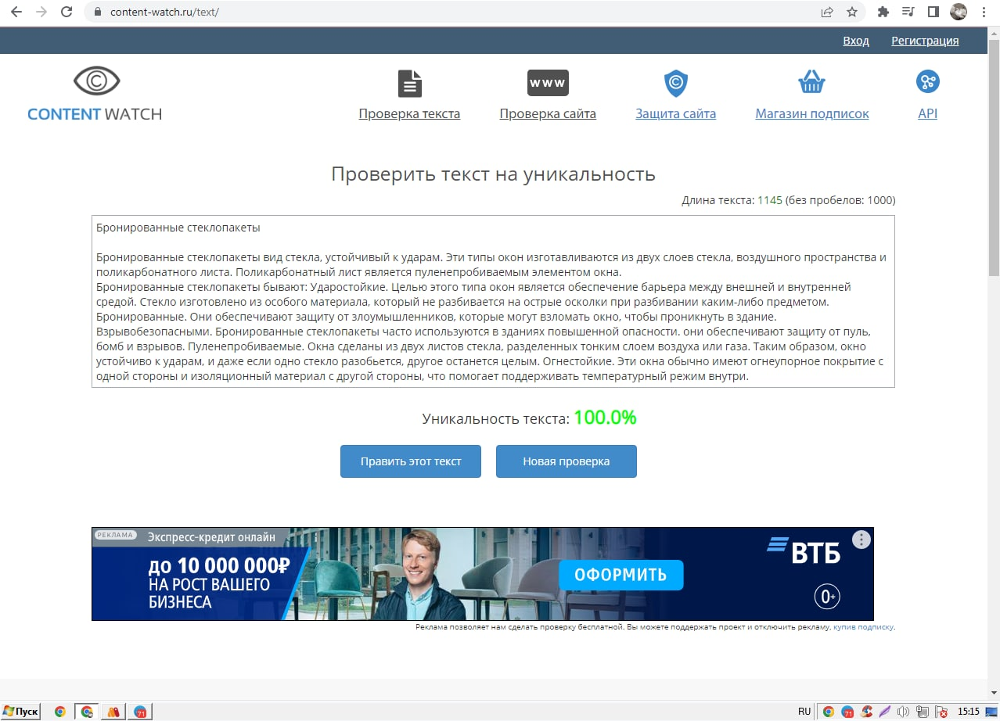 content-watch.ru/text/
Вход Регистрация
CONTENT WATCH
www
Проверка текста Проверка сайта Защита сайта Магазин подписок API
Проверить текст на уникальность
Длина текста: 1145 (без пробелов: 1000)
Бронированные стеклопакеты
Бронированные стеклопакеты вид стекла, устойчивый к ударам. Эти типы окон изготавливаются из двух слоев стекла, воздушного пространства и
поликарбонатного листа. Поликарбонатный лист является пуленепробиваемым элементом окна.
Бронированные стеклопакеты бывают: Ударостойкие. Целью этого типа окон является обеспечение барьера между внешней и внутренней
средой. Стекло изготовлено из особого материала, который не разбивается на острые осколки при разбивании каким-либо предметом.
Бронированные. Они обеспечивают защиту от злоумышленников, которые могут взломать окно, чтобы проникнуть в здание.
Взрывобезопасными. Бронированные стеклопакеты часто используются в зданиях повышенной опасности. они обеспечивают защиту от пуль,
бомб и взрывов. Пуленепробиваемые. Окна сделаны из двух листов стекла, разделенных тонким слоем воздуха или газа. Таким образом, окно
устойчиво к ударам, и даже если одно стекло разобьется, другое останется целым. Огнестойкие. Эти окна обычно имеют огнеупорное покрытие с
одной стороны и изоляционный материал с другой стороны, что помогает поддерживать температурный режим внутри.
Уникальность текста: 100.0%
Править этот текст Новая проверка
РЕКЛАМА Экспресс-кредит онлайн
до 10 000 000₽
НА РОСТ ВАШЕГО
БИЗНЕСА
ОФОРМИТЬ
ВТБ
0+
Реклама позволяет нам сделать проверку бесплатной. Вы можете поддержать проект и отключить рекламу, купив подписку.
Пуск 71 RU 71 15:15